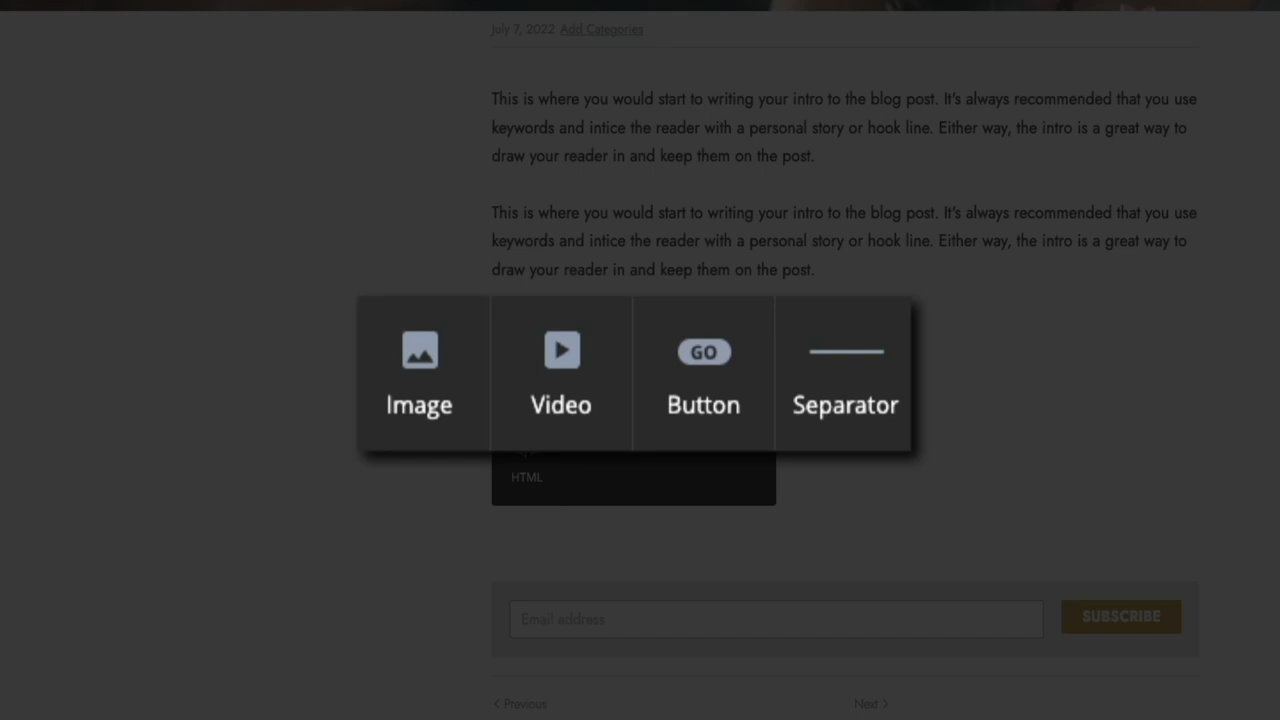 July 7, 2022 Add Categories
This is where you would start to writing your intro to the blog post. It's always recommended that you use
keywords and intice the reader with a personal story or hook line. Either way, the intro is a great way to
draw your reader in and keep them on the post.
This is where you would start to writing your intro to the blog post. It's always recommended that you use
keywords and intice the reader with a personal story or hook line. Either way, the intro is a great way to
draw your reader in and keep them on the post.
GO
Image Video Button Separator
HTML
Email address SUBSCRIBE
< Previous Next >